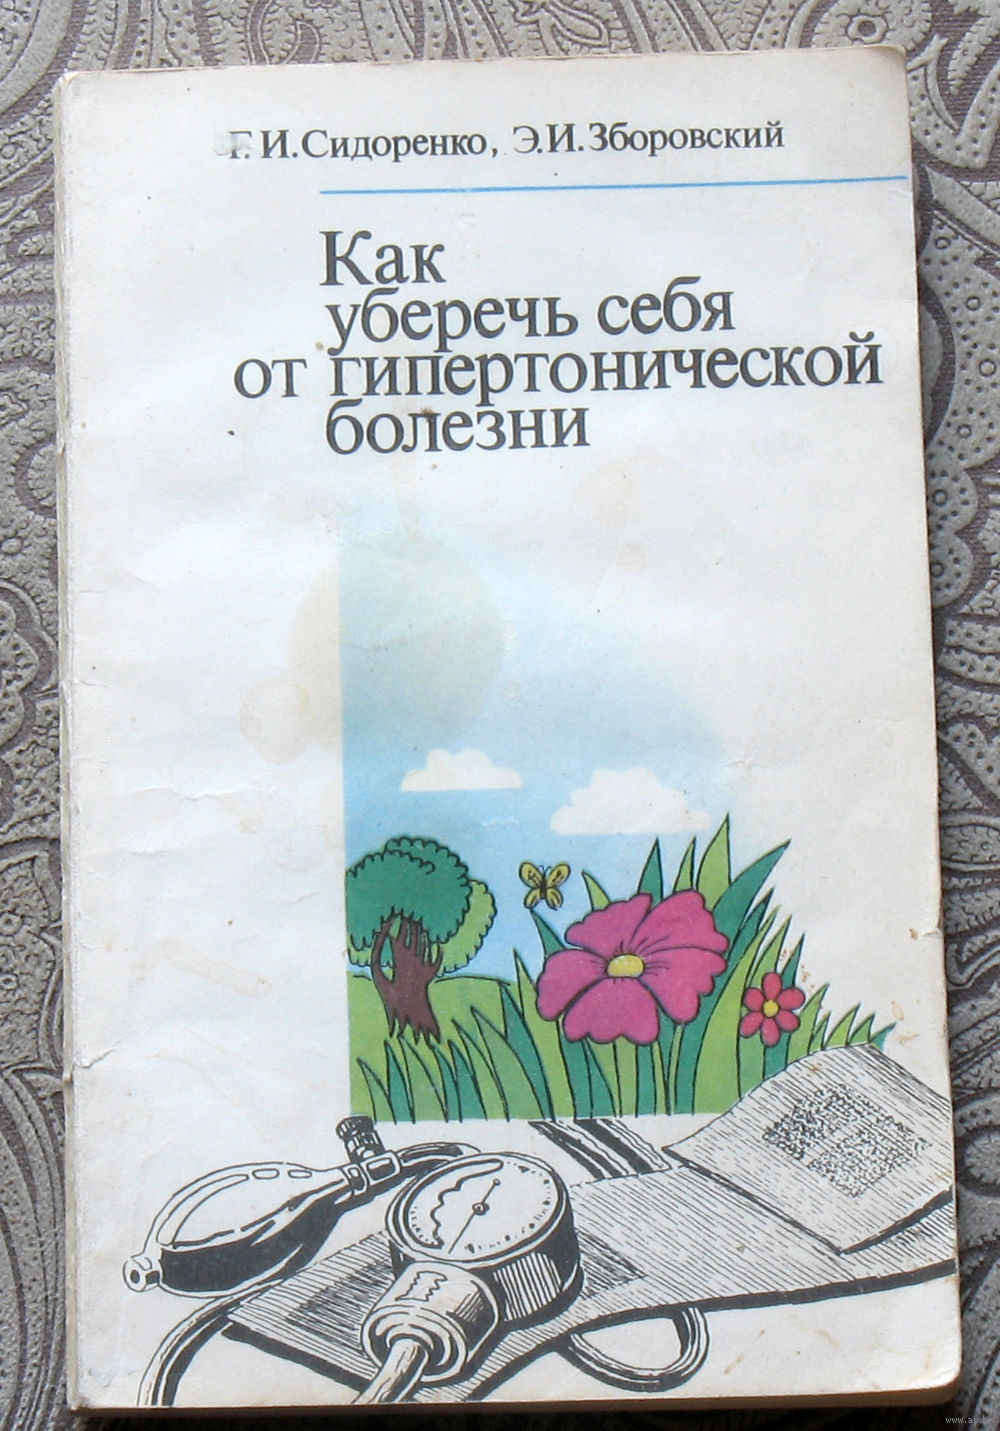 Г.И.Сидоренко, Э.И.Зборовский
Как
уберечь себя
от гипертонической
болезни